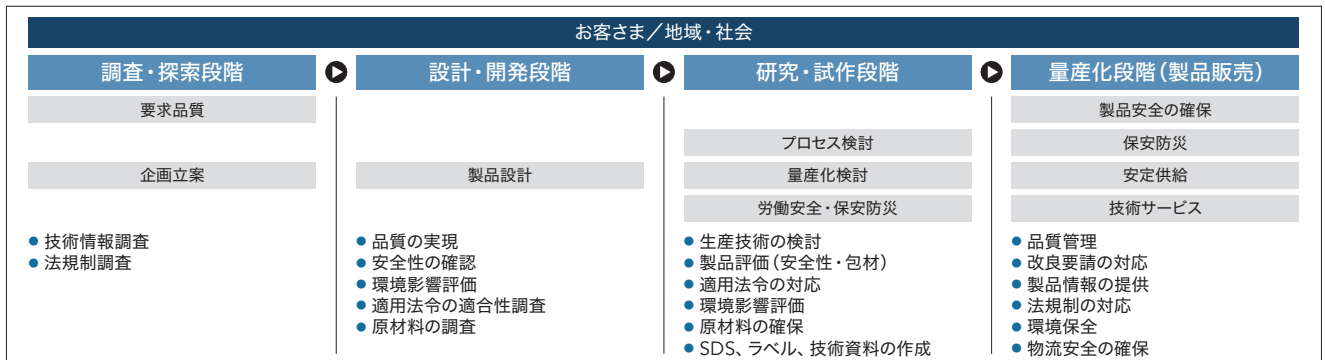 お客さま／地域・社会
調査・探索段階
設計・開発段階
研究・試作段階
量産化段階（製品販売）
要求品質
企画立案
製品設計
プロセス検討
量産化検討
労働安全・保安防災
製品安全の確保
保安防災
安定供給
技術サービス
● 技術情報調査
● 法規制調査
● 品質の実現
● 安全性の確認
● 環境影響評価
● 適用法令の適合性調査
● 原材料の調査
● 生産技術の検討
● 製品評価（安全性・包材）
● 適用法令の対応
● 環境影響評価
● 原材料の確保
● SDS、ラベル、技術資料の作成
● 品質管理
● 改良要請の対応
● 製品情報の提供
● 法規制の対応
● 環境保全
● 物流安全の確保